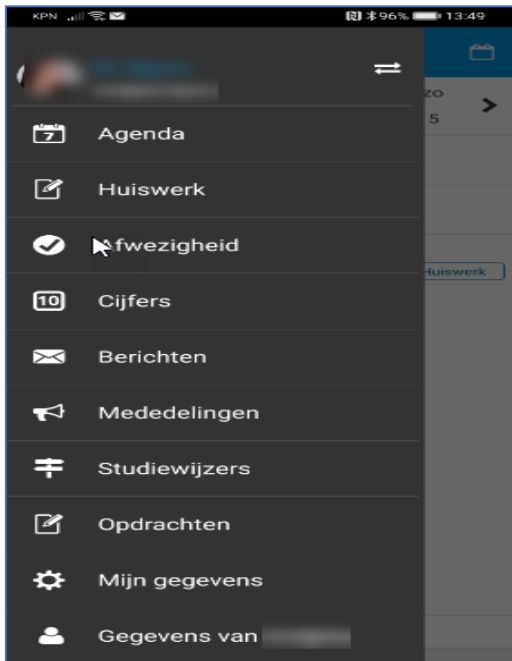 KPN 96% 13:49
zo
5
7 Agenda
Huiswerk
Afwezigheid
Huiswerk
10 Cijfers
Berichten
Mededelingen
Studiewijzers
Opdrachten
Mijn gegevens
Gegevens van